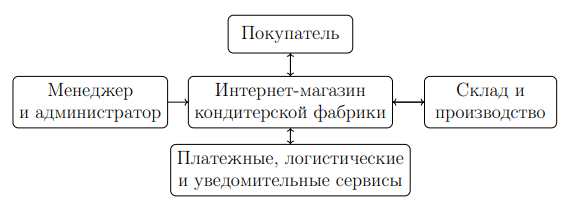 Покупатель
Менеджер
и администратор
Интернет-магазин
кондитерской фабрики
Склад и
производство
Платежные, логистические
и уведомительные сервисы